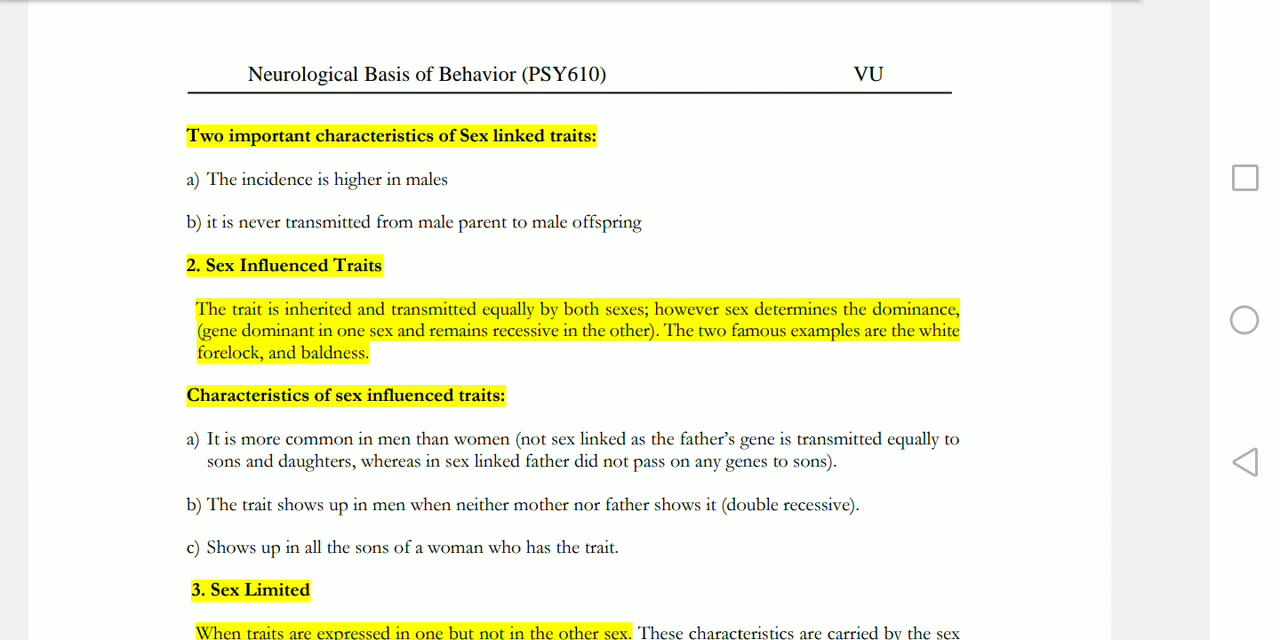 Neurological Basis of Behavior (PSY610) VU
Two important characteristics of Sex linked traits:
a) The incidence is higher in males
b) it is never transmitted from male parent to male offspring
2. Sex Influenced Traits
The trait is inherited and transmitted equally by both sexes; however sex determines the dominance,
(gene dominant in one sex and remains recessive in the other). The two famous examples are the white
forelock, and baldness.
Characteristics of sex influenced traits:
a) It is more common in men than women (not sex linked as the father’s gene is transmitted equally to
sons and daughters, whereas in sex linked father did not pass on any genes to sons).
b) The trait shows up in men when neither mother nor father shows it (double recessive).
c) Shows up in all the sons of a woman who has the trait.
3. Sex Limited
When traits are expressed in one but not in the other sex. These characteristics are carried by the sex